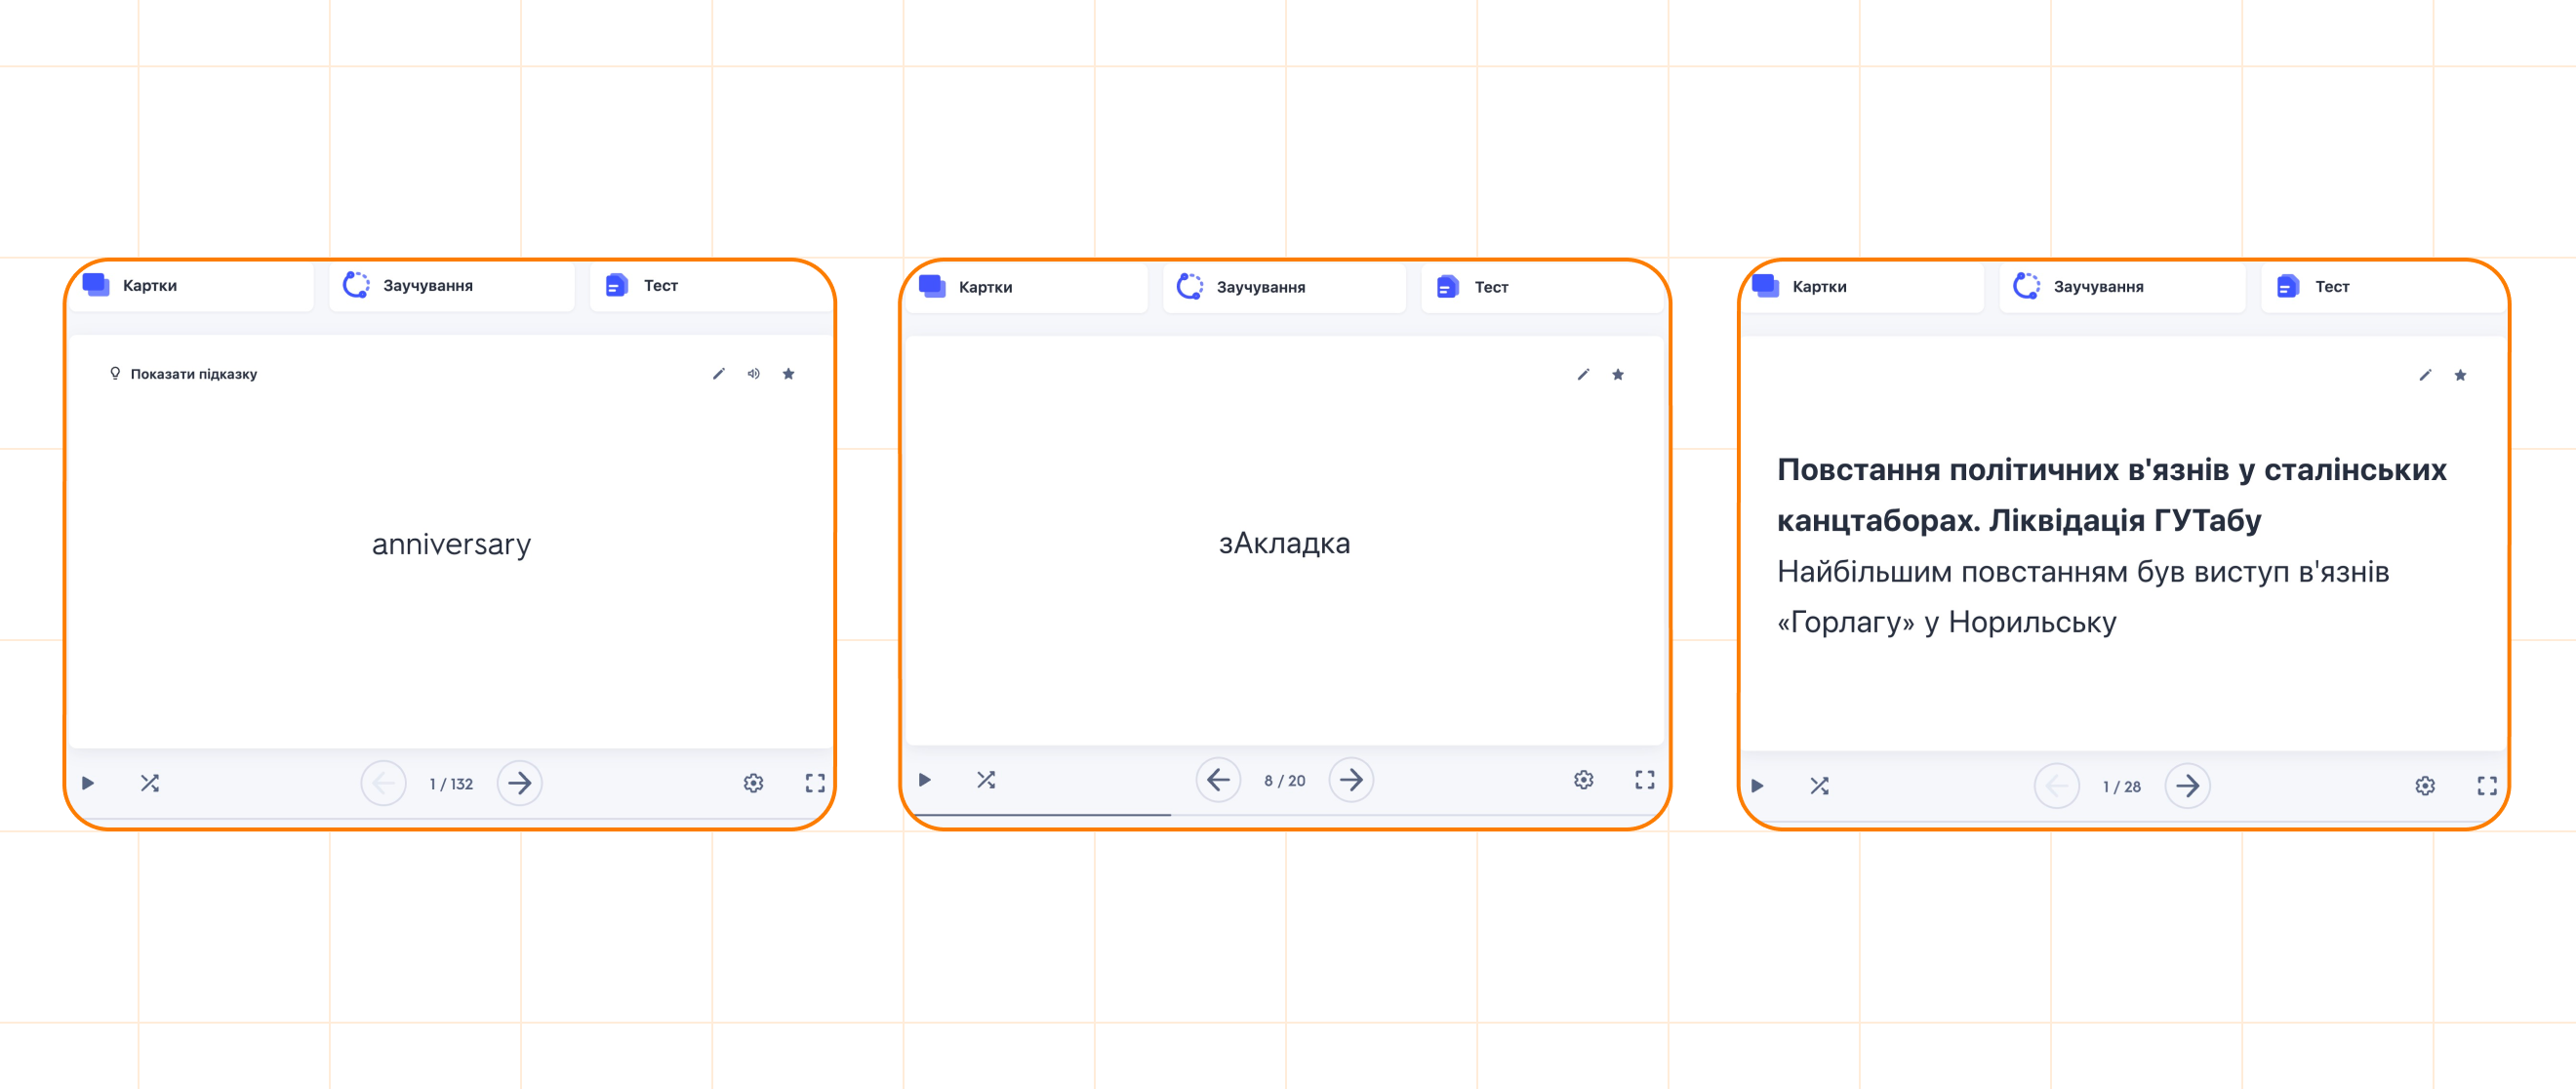 Картки
Заучування
Тест
Показати підказку
anniversary
1 / 132
Картки
Заучування
Тест
зАкладка
8 / 20
Картки
Заучування
Тест
Повстання політичних в'язнів у сталінських
канцтаборах. Ліквідація ГУТабу
Найбільшим повстанням був виступ в'язнів
«Горлагу» у Норильську
1 / 28